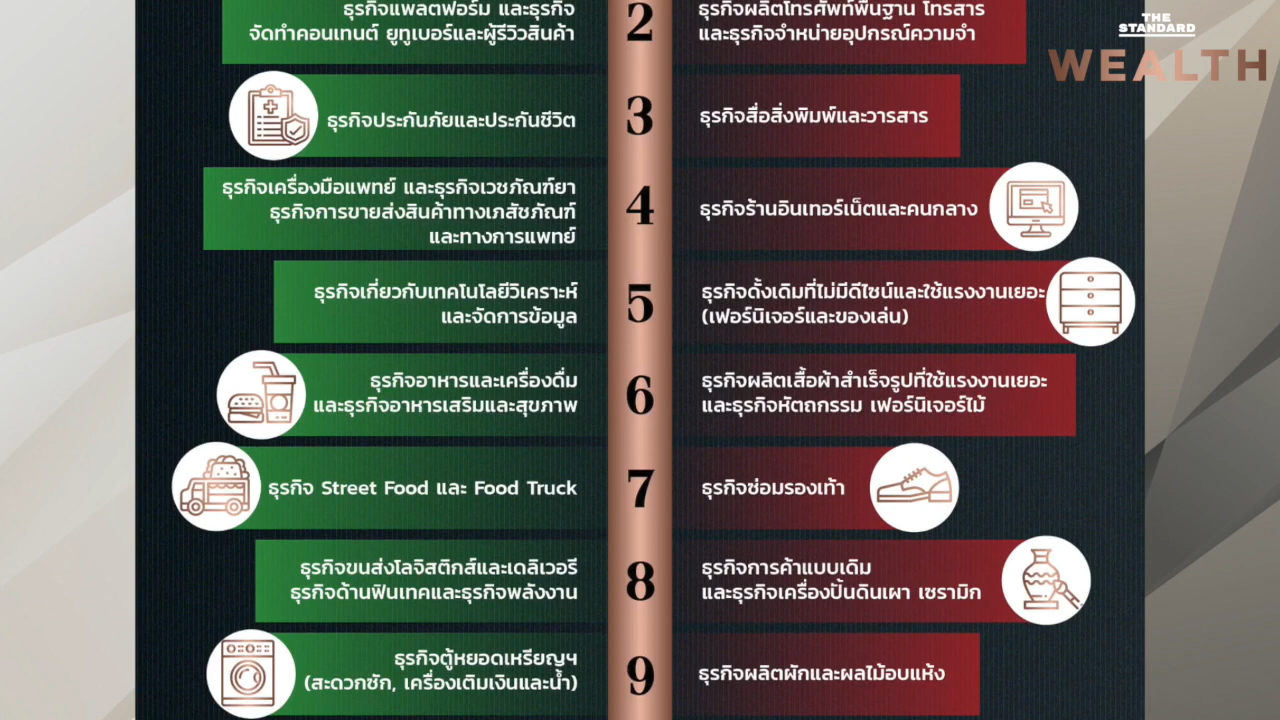 ธุรกิจแพลตฟอร์ม และธุรกิจ
จัดทำคอนเทนต์ ยูทูเบอร์และผู้รีวิวสินค้า
2
ธุรกิจผลิตโทรศัพท์พื้นฐาน โทรสาร
และธุรกิจจำหน่ายอุปกรณ์ความจำ
THE
STANDARD
WEALTH
ธุรกิจประกันภัยและประกันชีวิต
3
ธุรกิจสื่อสิ่งพิมพ์และวารสาร
ธุรกิจเครื่องมือแพทย์ และธุรกิจเวชภัณฑ์ยา
ธุรกิจการขายส่งสินค้าทางเภสัชภัณฑ์
และทางการแพทย์
4
ธุรกิจร้านอินเทอร์เน็ตและคนกลาง
ธุรกิจเกี่ยวกับเทคโนโลยีวิเคราะห์
และจัดการข้อมูล
5
ธุรกิจดั้งเดิมที่ไม่มีดีไซน์และใช้แรงงานเยอะ
(เฟอร์นิเจอร์และของเล่น)
ธุรกิจอาหารและเครื่องดื่ม
และธุรกิจอาหารเสริมและสุขภาพ
6
ธุรกิจผลิตเสื้อผ้าสำเร็จรูปที่ใช้แรงงานเยอะ
และธุรกิจหัตถกรรม เฟอร์นิเจอร์ไม้
ธุรกิจ Street Food และ Food Truck
7
ธุรกิจซ่อมรองเท้า
ธุรกิจขนส่งโลจิสติกส์และเดลิเวอรี
ธุรกิจด้านฟินเทคและธุรกิจพลังงาน
8
ธุรกิจการค้าแบบเดิม
และธุรกิจเครื่องปั้นดินเผา เซรามิก
ธุรกิจตู้หยอดเหรียญฯ
(สะดวกซัก, เครื่องเติมเงินและน้ำ)
9
ธุรกิจผลิตผักและผลไม้อบแห้ง